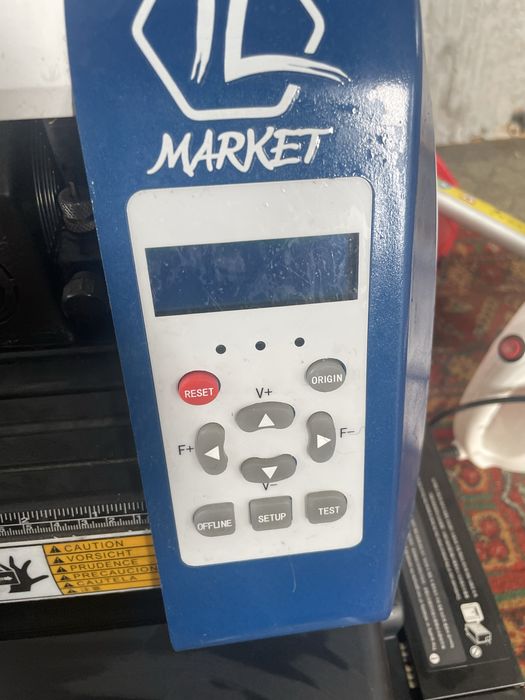 MARKET
RESET
ORIGIN
V+
F+
F-
V-
OFFLINE
SETUP
TEST
CAUTION
VORSICHT
PRUDENCE
PRECAUCION
CAUTELA